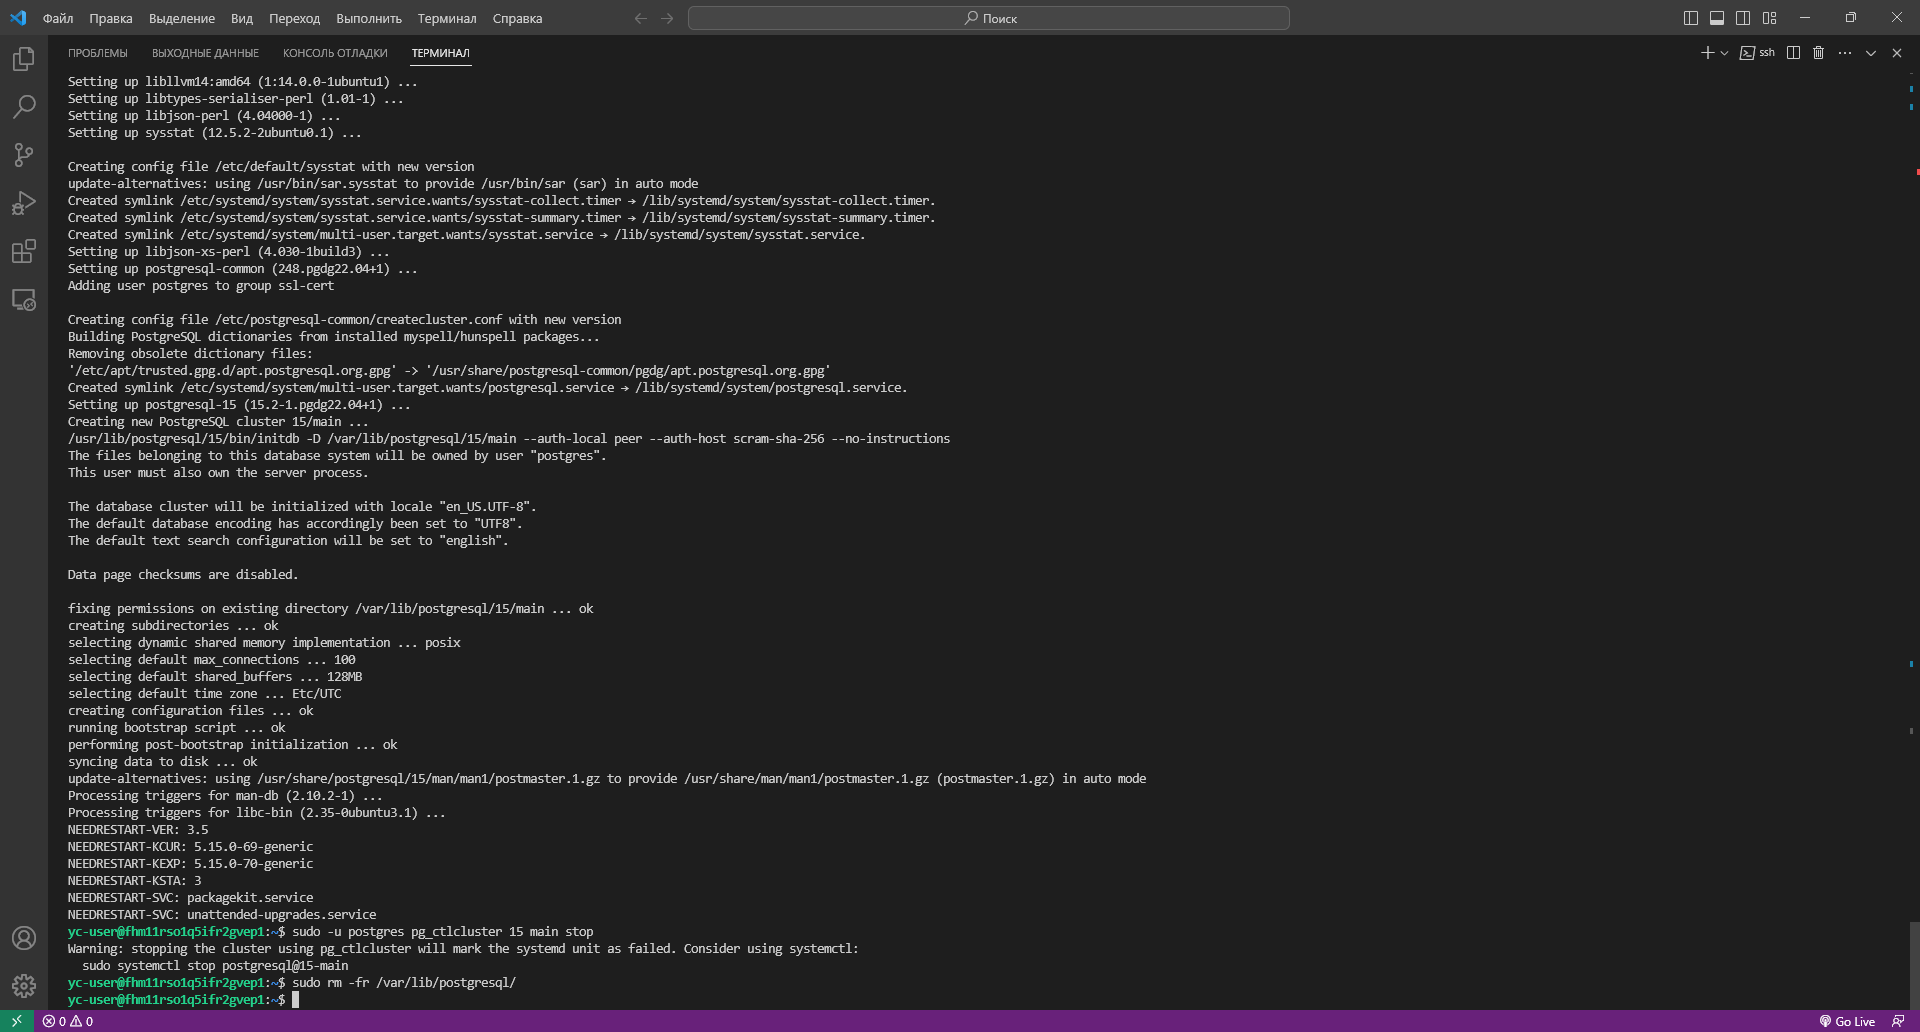 Файл Правка Выделение Вид Переход Выполнить Терминал Справка
Поиск
ПРОБЛЕМЫ ВЫХОДНЫЕ ДАННЫЕ КОНСОЛЬ ОТЛАДКИ ТЕРМИНАЛ
ssh
Setting up libllvm14:amd64 (1:14.0.0-1ubuntu1) ...
Setting up libtypes-serialiser-perl (1.01-1) ...
Setting up libjson-perl (4.04000-1) ...
Setting up sysstat (12.5.2-2ubuntu0.1) ...
Creating config file /etc/default/sysstat with new version
update-alternatives: using /usr/bin/sar.sysstat to provide /usr/bin/sar (sar) in auto mode
Created symlink /etc/systemd/system/sysstat.service.wants/sysstat-collect.timer → /lib/systemd/system/sysstat-collect.timer.
Created symlink /etc/systemd/system/sysstat.service.wants/sysstat-summary.timer → /lib/systemd/system/sysstat-summary.timer.
Created symlink /etc/systemd/system/multi-user.target.wants/sysstat.service → /lib/systemd/system/sysstat.service.
Setting up libjson-xs-perl (4.030-1build3) ...
Setting up postgresql-common (248.pgdg22.04+1) ...
Adding user postgres to group ssl-cert
Creating config file /etc/postgresql-common/createcluster.conf with new version
Building PostgreSQL dictionaries from installed myspell/hunspell packages...
Removing obsolete dictionary files:
'/etc/apt/trusted.gpg.d/apt.postgresql.org.gpg' -> '/usr/share/postgresql-common/pgdg/apt.postgresql.org.gpg'
Created symlink /etc/systemd/system/multi-user.target.wants/postgresql.service → /lib/systemd/system/postgresql.service.
Setting up postgresql-15 (15.2-1.pgdg22.04+1) ...
Creating new PostgreSQL cluster 15/main ...
/usr/lib/postgresql/15/bin/initdb -D /var/lib/postgresql/15/main --auth-local peer --auth-host scram-sha-256 --no-instructions
The files belonging to this database system will be owned by user "postgres".
This user must also own the server process.
The database cluster will be initialized with locale "en_US.UTF-8".
The default database encoding has accordingly been set to "UTF8".
The default text search configuration will be set to "english".
Data page checksums are disabled.
fixing permissions on existing directory /var/lib/postgresql/15/main ... ok
creating subdirectories ... ok
selecting dynamic shared memory implementation ... posix
selecting default max_connections ... 100
selecting default shared_buffers ... 128MB
selecting default time zone ... Etc/UTC
creating configuration files ... ok
running bootstrap script ... ok
performing post-bootstrap initialization ... ok
syncing data to disk ... ok
update-alternatives: using /usr/share/postgresql/15/man/man1/postmaster.1.gz to provide /usr/share/man/man1/postmaster.1.gz (postmaster.1.gz) in auto mode
Processing triggers for man-db (2.10.2-1) ...
Processing triggers for libc-bin (2.35-0ubuntu3.1) ...
NEEDRESTART-VER: 3.5
NEEDRESTART-KCUR: 5.15.0-69-generic
NEEDRESTART-KEXP: 5.15.0-70-generic
NEEDRESTART-KSTA: 3
NEEDRESTART-SVC: packagekit.service
NEEDRESTART-SVC: unattended-upgrades.service
yc-user@fhm11rso1q5ifr2gvep1:~$ sudo -u postgres pg_ctlcluster 15 main stop
Warning: stopping the cluster using pg_ctlcluster will mark the systemd unit as failed. Consider using systemctl:
sudo systemctl stop postgresql@15-main
yc-user@fhm11rso1q5ifr2gvep1:~$ sudo rm -fr /var/lib/postgresql/
yc-user@fhm11rso1q5ifr2gvep1:~$
0 0 Go Live